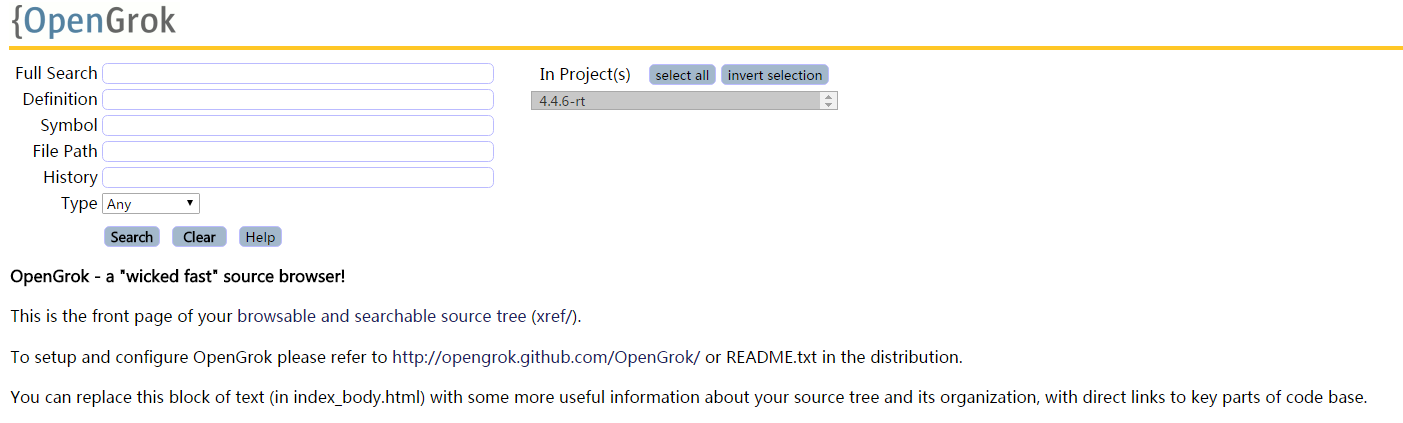 {OpenGrok
Full Search
In Project(s) select all invert selection
Definition
4.4.6-rt
Symbol
File Path
History
Type Any
Search Clear Help
OpenGrok - a "wicked fast" source browser!
This is the front page of your browsable and searchable source tree (xref/).
To setup and configure OpenGrok please refer to http://opengrok.github.com/OpenGrok/ or README.txt in the distribution.
You can replace this block of text (in index_body.html) with some more useful information about your source tree and its organization, with direct links to key parts of code base.